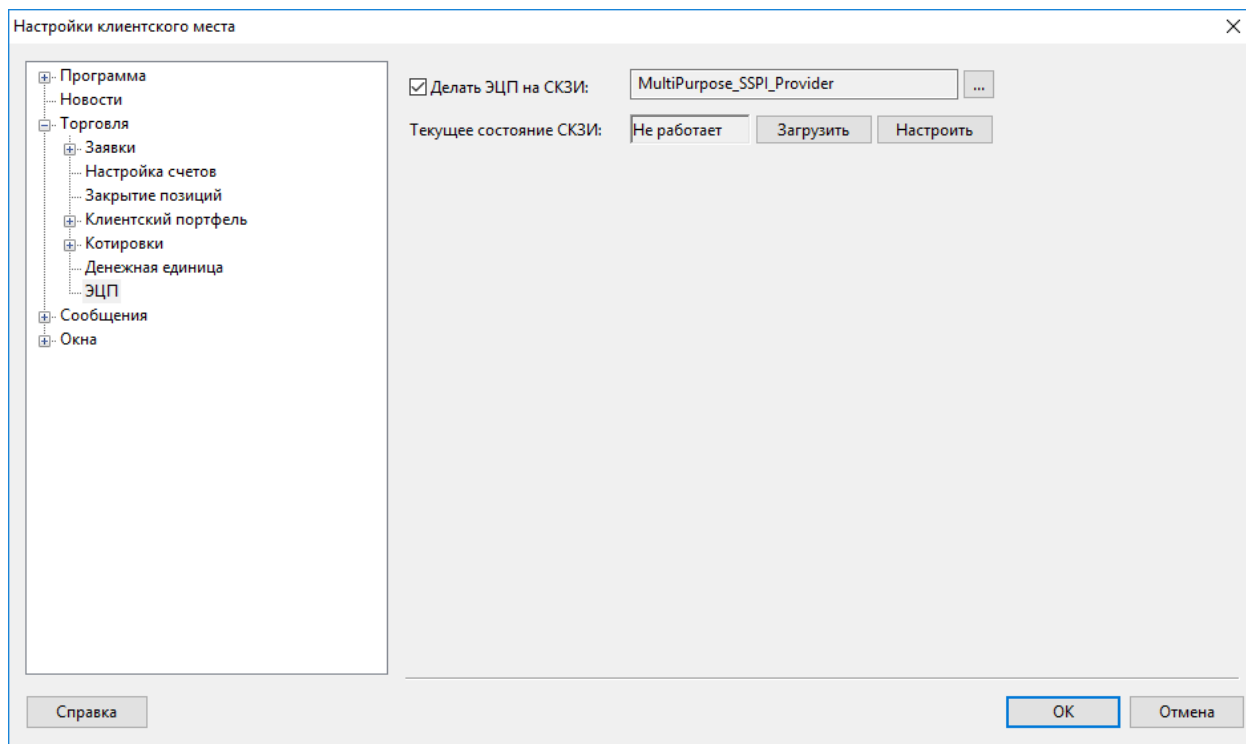 Настройки клиентского места
Программа
Новости
Торговля
Заявки
Настройка счетов
Закрытие позиций
Клиентский портфель
Котировки
Денежная единица
ЭЦП
Сообщения
Окна
Делать ЭЦП на СКЗИ: MultiPurpose_SSPI_Provider ...
Текущее состояние СКЗИ: Не работает Загрузить Настроить
Справка OK Отмена